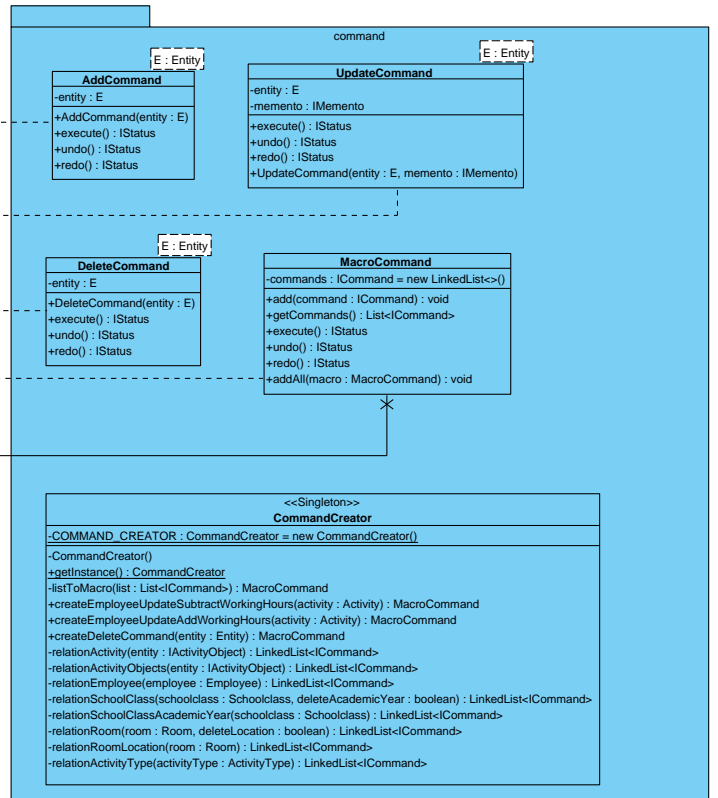 command
E : Entity
AddCommand
-entity : E
+AddCommand(entity : E)
+execute() : IStatus
+undo() : IStatus
+redo() : IStatus
E : Entity
UpdateCommand
-entity : E
-memento : IMemento
+execute() : IStatus
+undo() : IStatus
+redo() : IStatus
+UpdateCommand(entity : E, memento : IMemento)
E : Entity
DeleteCommand
-entity : E
+DeleteCommand(entity : E)
+execute() : IStatus
+undo() : IStatus
+redo() : IStatus
MacroCommand
-commands : ICommand = new LinkedList<>()
+add(command : ICommand) : void
+getCommands() : List<ICommand>
+execute() : IStatus
+undo() : IStatus
+redo() : IStatus
+addAll(macro : MacroCommand) : void
<<Singleton>>
CommandCreator
-COMMAND_CREATOR : CommandCreator = new CommandCreator()
-CommandCreator()
+getInstance() : CommandCreator
-listToMacro(list : List<ICommand>) : MacroCommand
+createEmployeeUpdateSubtractWorkingHours(activity : Activity) : MacroCommand
+createEmployeeUpdateAddWorkingHours(activity : Activity) : MacroCommand
+createDeleteCommand(entity : Entity) : MacroCommand
-relationActivity(entity : IActivityObject) : LinkedList<ICommand>
-relationActivityObjects(entity : IActivityObject) : LinkedList<ICommand>
-relationEmployee(employee : Employee) : LinkedList<ICommand>
-relationSchoolClass(schoolclass : Schoolclass, deleteAcademicYear : boolean) : LinkedList<ICommand>
-relationSchoolClassAcademicYear(schoolclass : Schoolclass) : LinkedList<ICommand>
-relationRoom(room : Room, deleteLocation : boolean) : LinkedList<ICommand>
-relationRoomLocation(room : Room) : LinkedList<ICommand>
-relationActivityType(activityType : ActivityType) : LinkedList<ICommand>